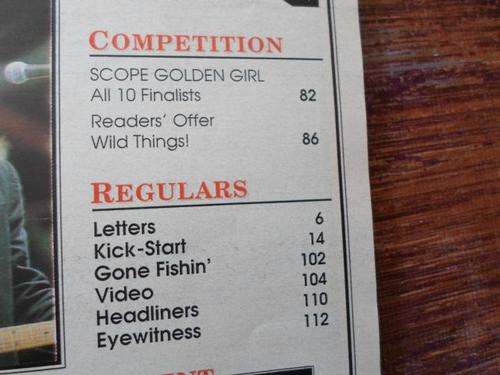 COMPETITION
SCOPE GOLDEN GIRL
All 10 Finalists 82
Readers' Offer
Wild Things! 86
REGULARS
Letters 6
Kick-Start 14
Gone Fishin' 102
Video 104
Headliners 110
Eyewitness 112